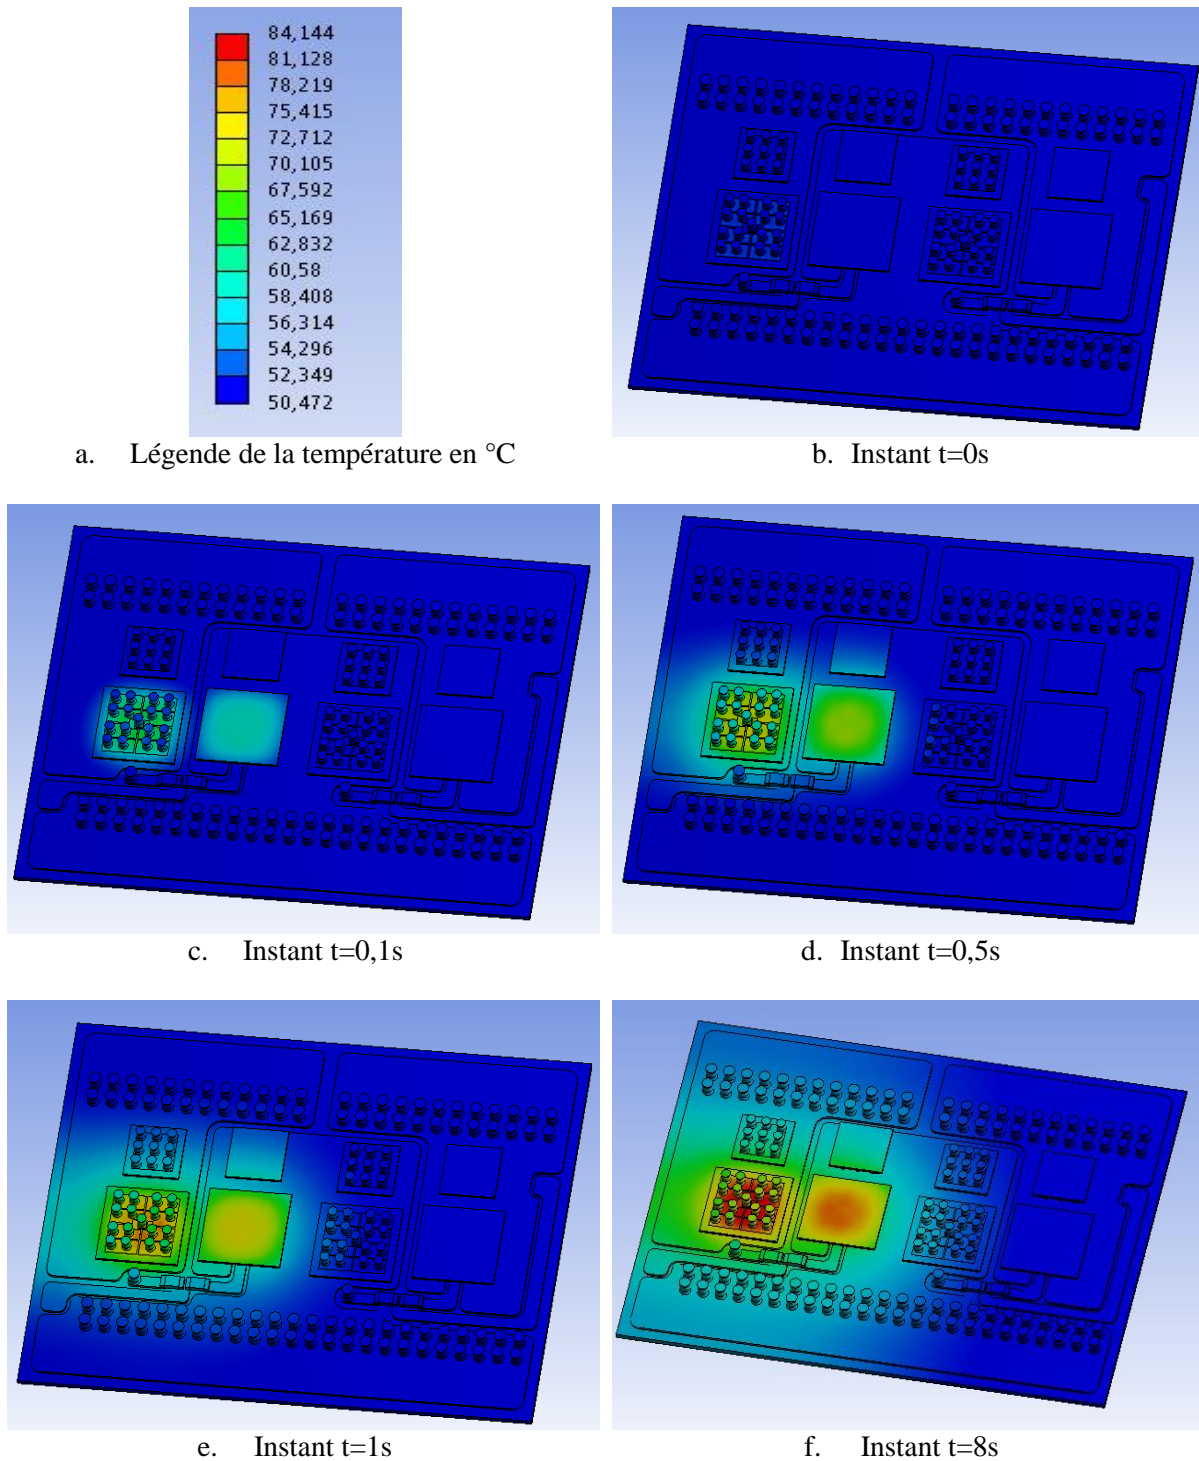 84,144
81,128
78,219
75,415
72,712
70,105
67,592
65,169
62,832
60,58
58,408
56,314
54,296
52,349
50,472
a. Légende de la température en °C
b. Instant t=0s
c. Instant t=0,1s
d. Instant t=0,5s
e. Instant t=1s
f. Instant t=8s